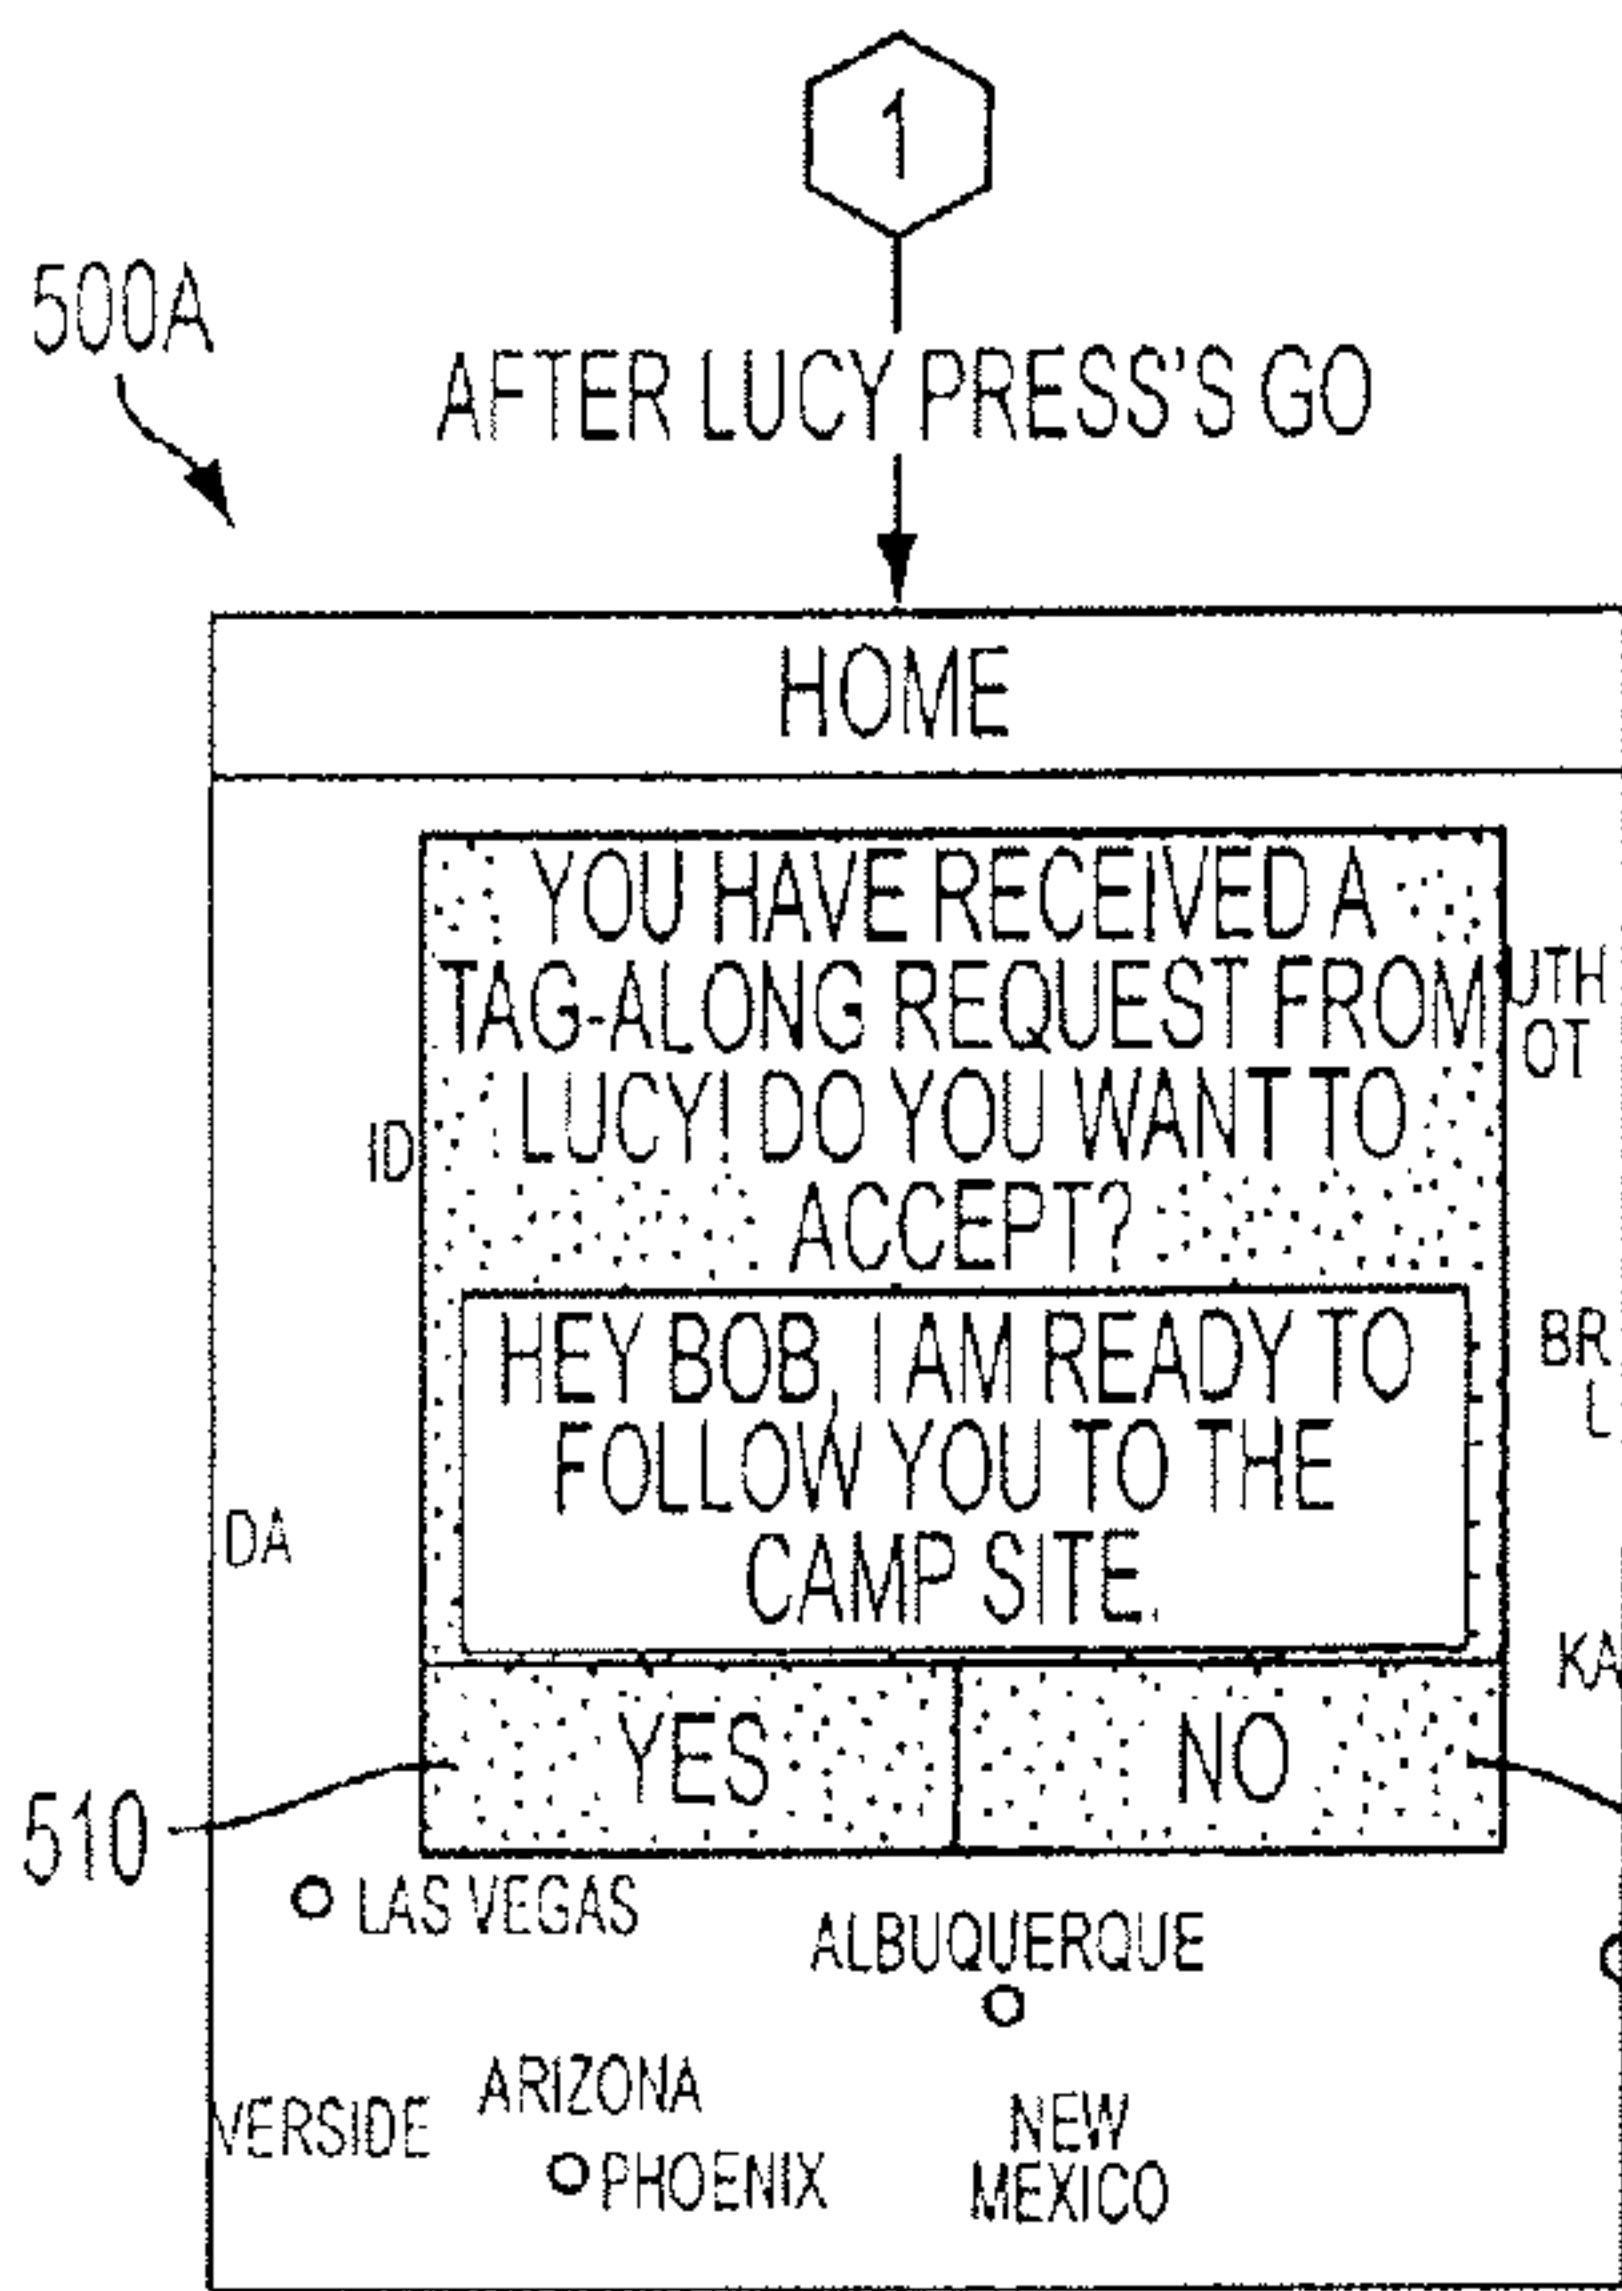 1
500A
AFTER LUCY PRESS'S GO
HOME
YOU HAVE RECEIVED A
TAG-ALONG REQUEST FROM
LUCY! DO YOU WANT TO
ACCEPT?
UTH
OT
ID
HEY BOB, I AM READY TO
FOLLOW YOU TO THE
CAMP SITE.
BR
L
DA
KA
YES
NO
510
LAS VEGAS
ALBUQUERQUE
ARIZONA
VERSIDE
NEW
MEXICO
PHOENIX